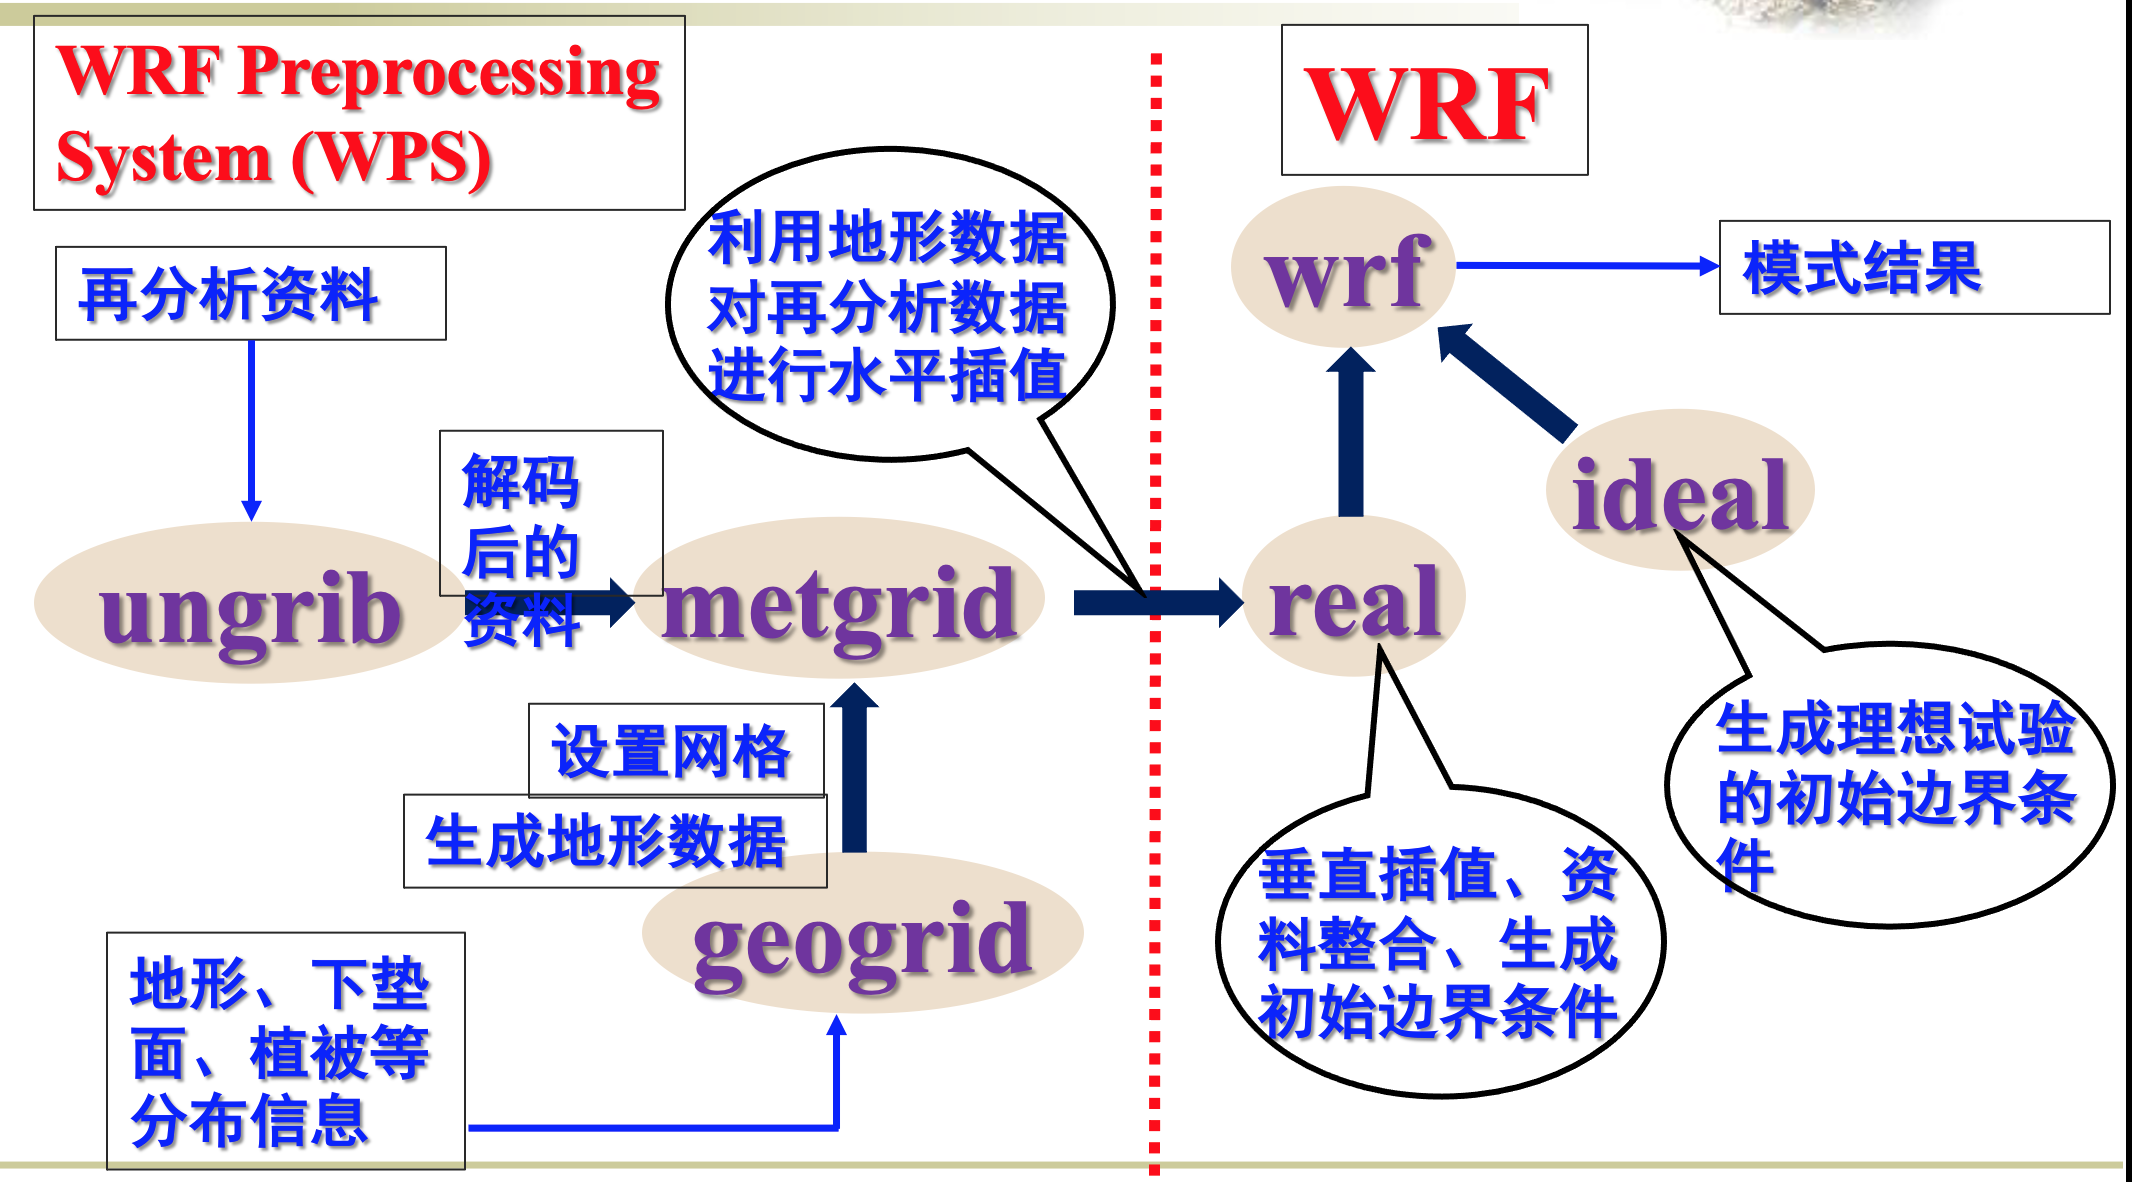 WRF Preprocessing
System (WPS)
WRF
再分析资料
利用地形数据
对再分析数据
进行水平插值
wrf
模式结果
解码
后的
资料
ungrib
metgrid
real
ideal
设置网格
生成地形数据
geogrid
地形、下垫
面、植被等
分布信息
垂直插值、资
料整合、生成
初始边界条件
生成理想试验
的初始边界条
件